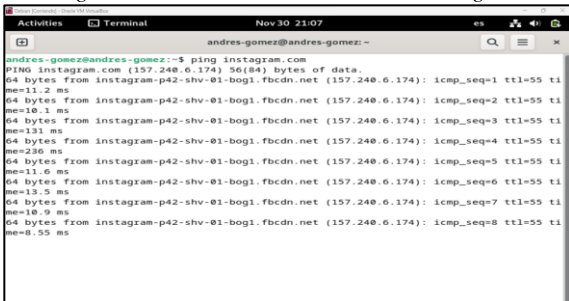 Debian [Corriendo] - Oracle VM VirtualBox
Activities Terminal Nov 30 21:07 es
andres-gomez@andres-gomez: ~
andres-gomez@andres-gomez:~$ ping instagram.com
PING instagram.com (157.240.6.174) 56(84) bytes of data.
64 bytes from instagram-p42-shv-01-bog1.fbcdn.net (157.240.6.174): icmp_seq=1 ttl=55 ti
me=11.2 ms
64 bytes from instagram-p42-shv-01-bog1.fbcdn.net (157.240.6.174): icmp_seq=2 ttl=55 ti
me=10.1 ms
64 bytes from instagram-p42-shv-01-bog1.fbcdn.net (157.240.6.174): icmp_seq=3 ttl=55 ti
me=131 ms
64 bytes from instagram-p42-shv-01-bog1.fbcdn.net (157.240.6.174): icmp_seq=4 ttl=55 ti
me=236 ms
64 bytes from instagram-p42-shv-01-bog1.fbcdn.net (157.240.6.174): icmp_seq=5 ttl=55 ti
me=11.6 ms
64 bytes from instagram-p42-shv-01-bog1.fbcdn.net (157.240.6.174): icmp_seq=6 ttl=55 ti
me=13.5 ms
64 bytes from instagram-p42-shv-01-bog1.fbcdn.net (157.240.6.174): icmp_seq=7 ttl=55 ti
me=10.9 ms
64 bytes from instagram-p42-shv-01-bog1.fbcdn.net (157.240.6.174): icmp_seq=8 ttl=55 ti
me=8.55 ms